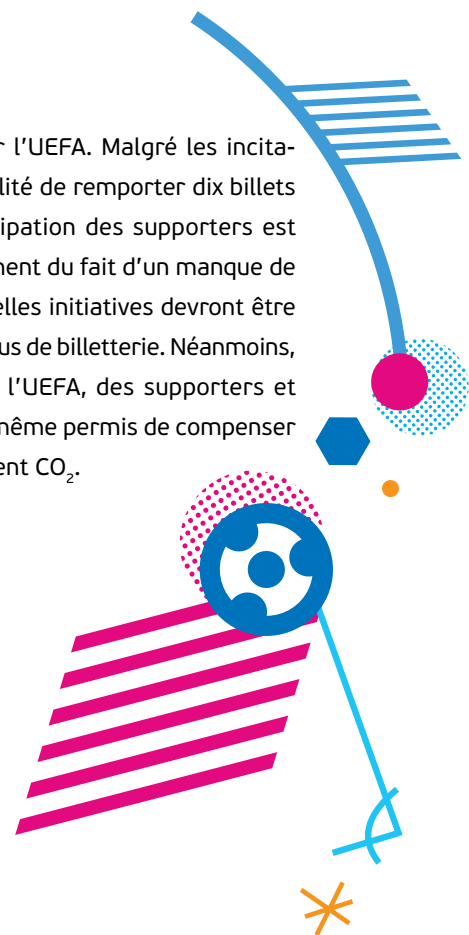 r l'UEFA. Malgré les incita-
lité de remporter dix billets
cipation des supporters est
ment du fait d'un manque de
elles initiatives devront être
us de billetterie. Néanmoins,
l'UEFA, des supporters et
même permis de compenser
ent CO₂.